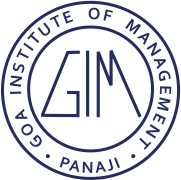 GOA INSTITUTE OF MANAGEMENT
GIM
• PANAJI •